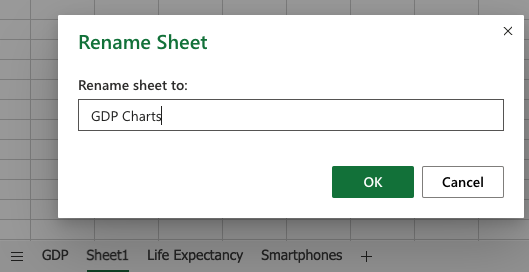 Rename Sheet
Rename sheet to:
GDP Charts
OK Cancel
GDP Sheet1 Life Expectancy Smartphones